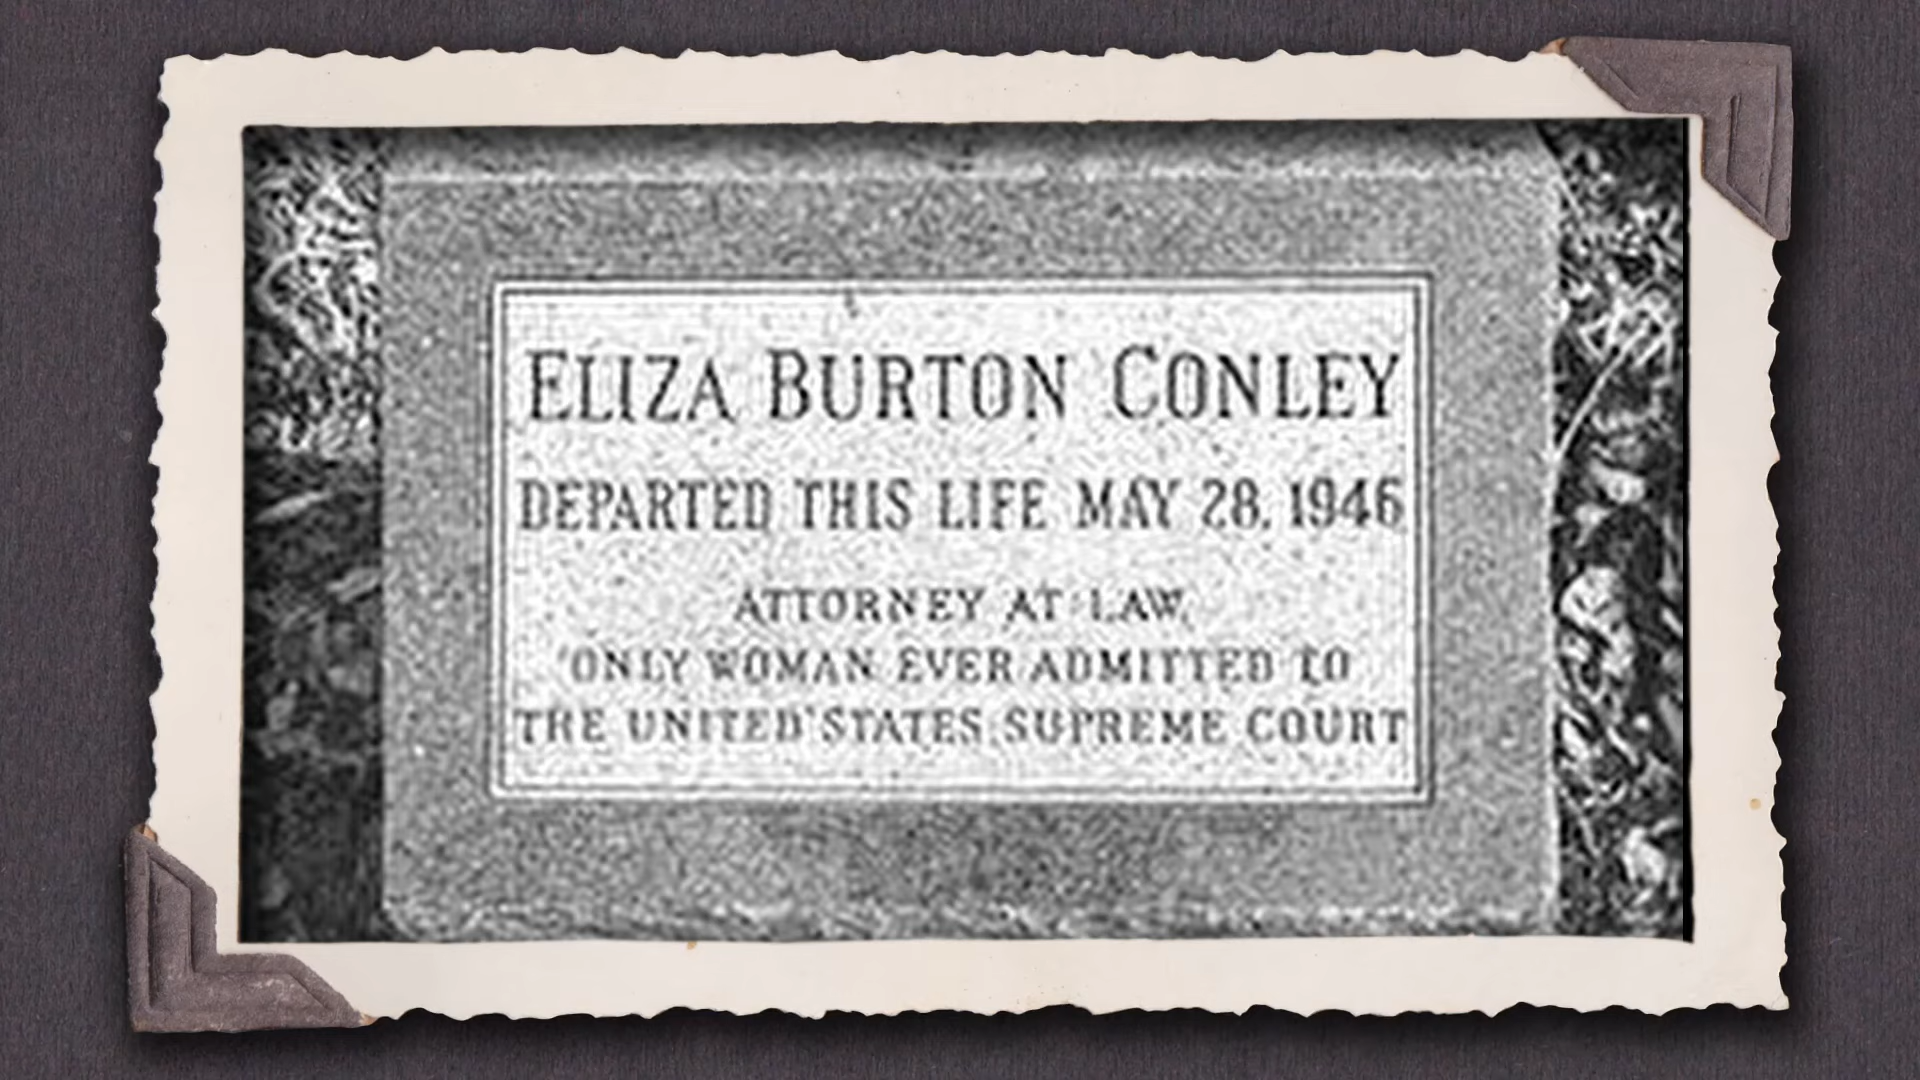 ELIZA BURTON CONLEY
DEPARTED THIS LIFE MAY 28, 1946
ATTORNEY AT LAW,
"ONLY WOMAN EVER ADMITTED TO
THE UNITED STATES SUPREME COURT